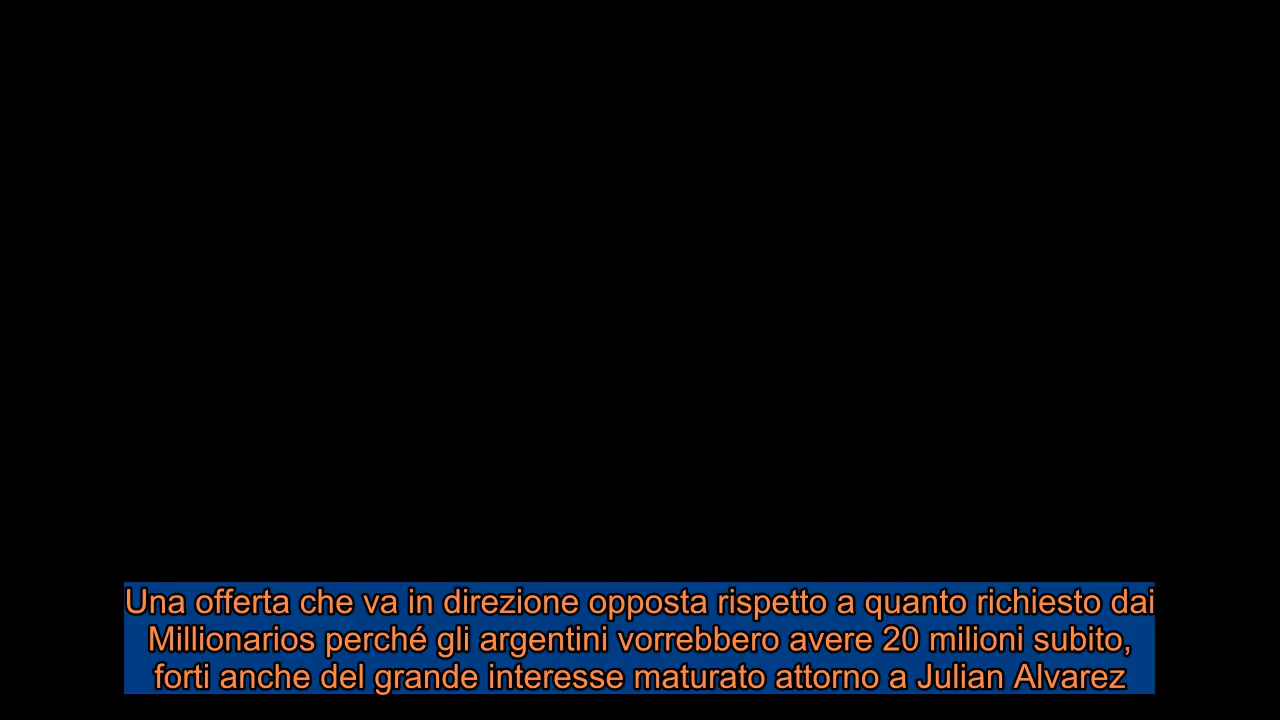 Una offerta che va in direzione opposta rispetto a quanto richiesto dai
Millionarios perché gli argentini vorrebbero avere 20 milioni subito,
forti anche del grande interesse maturato attorno a Julian Alvarez